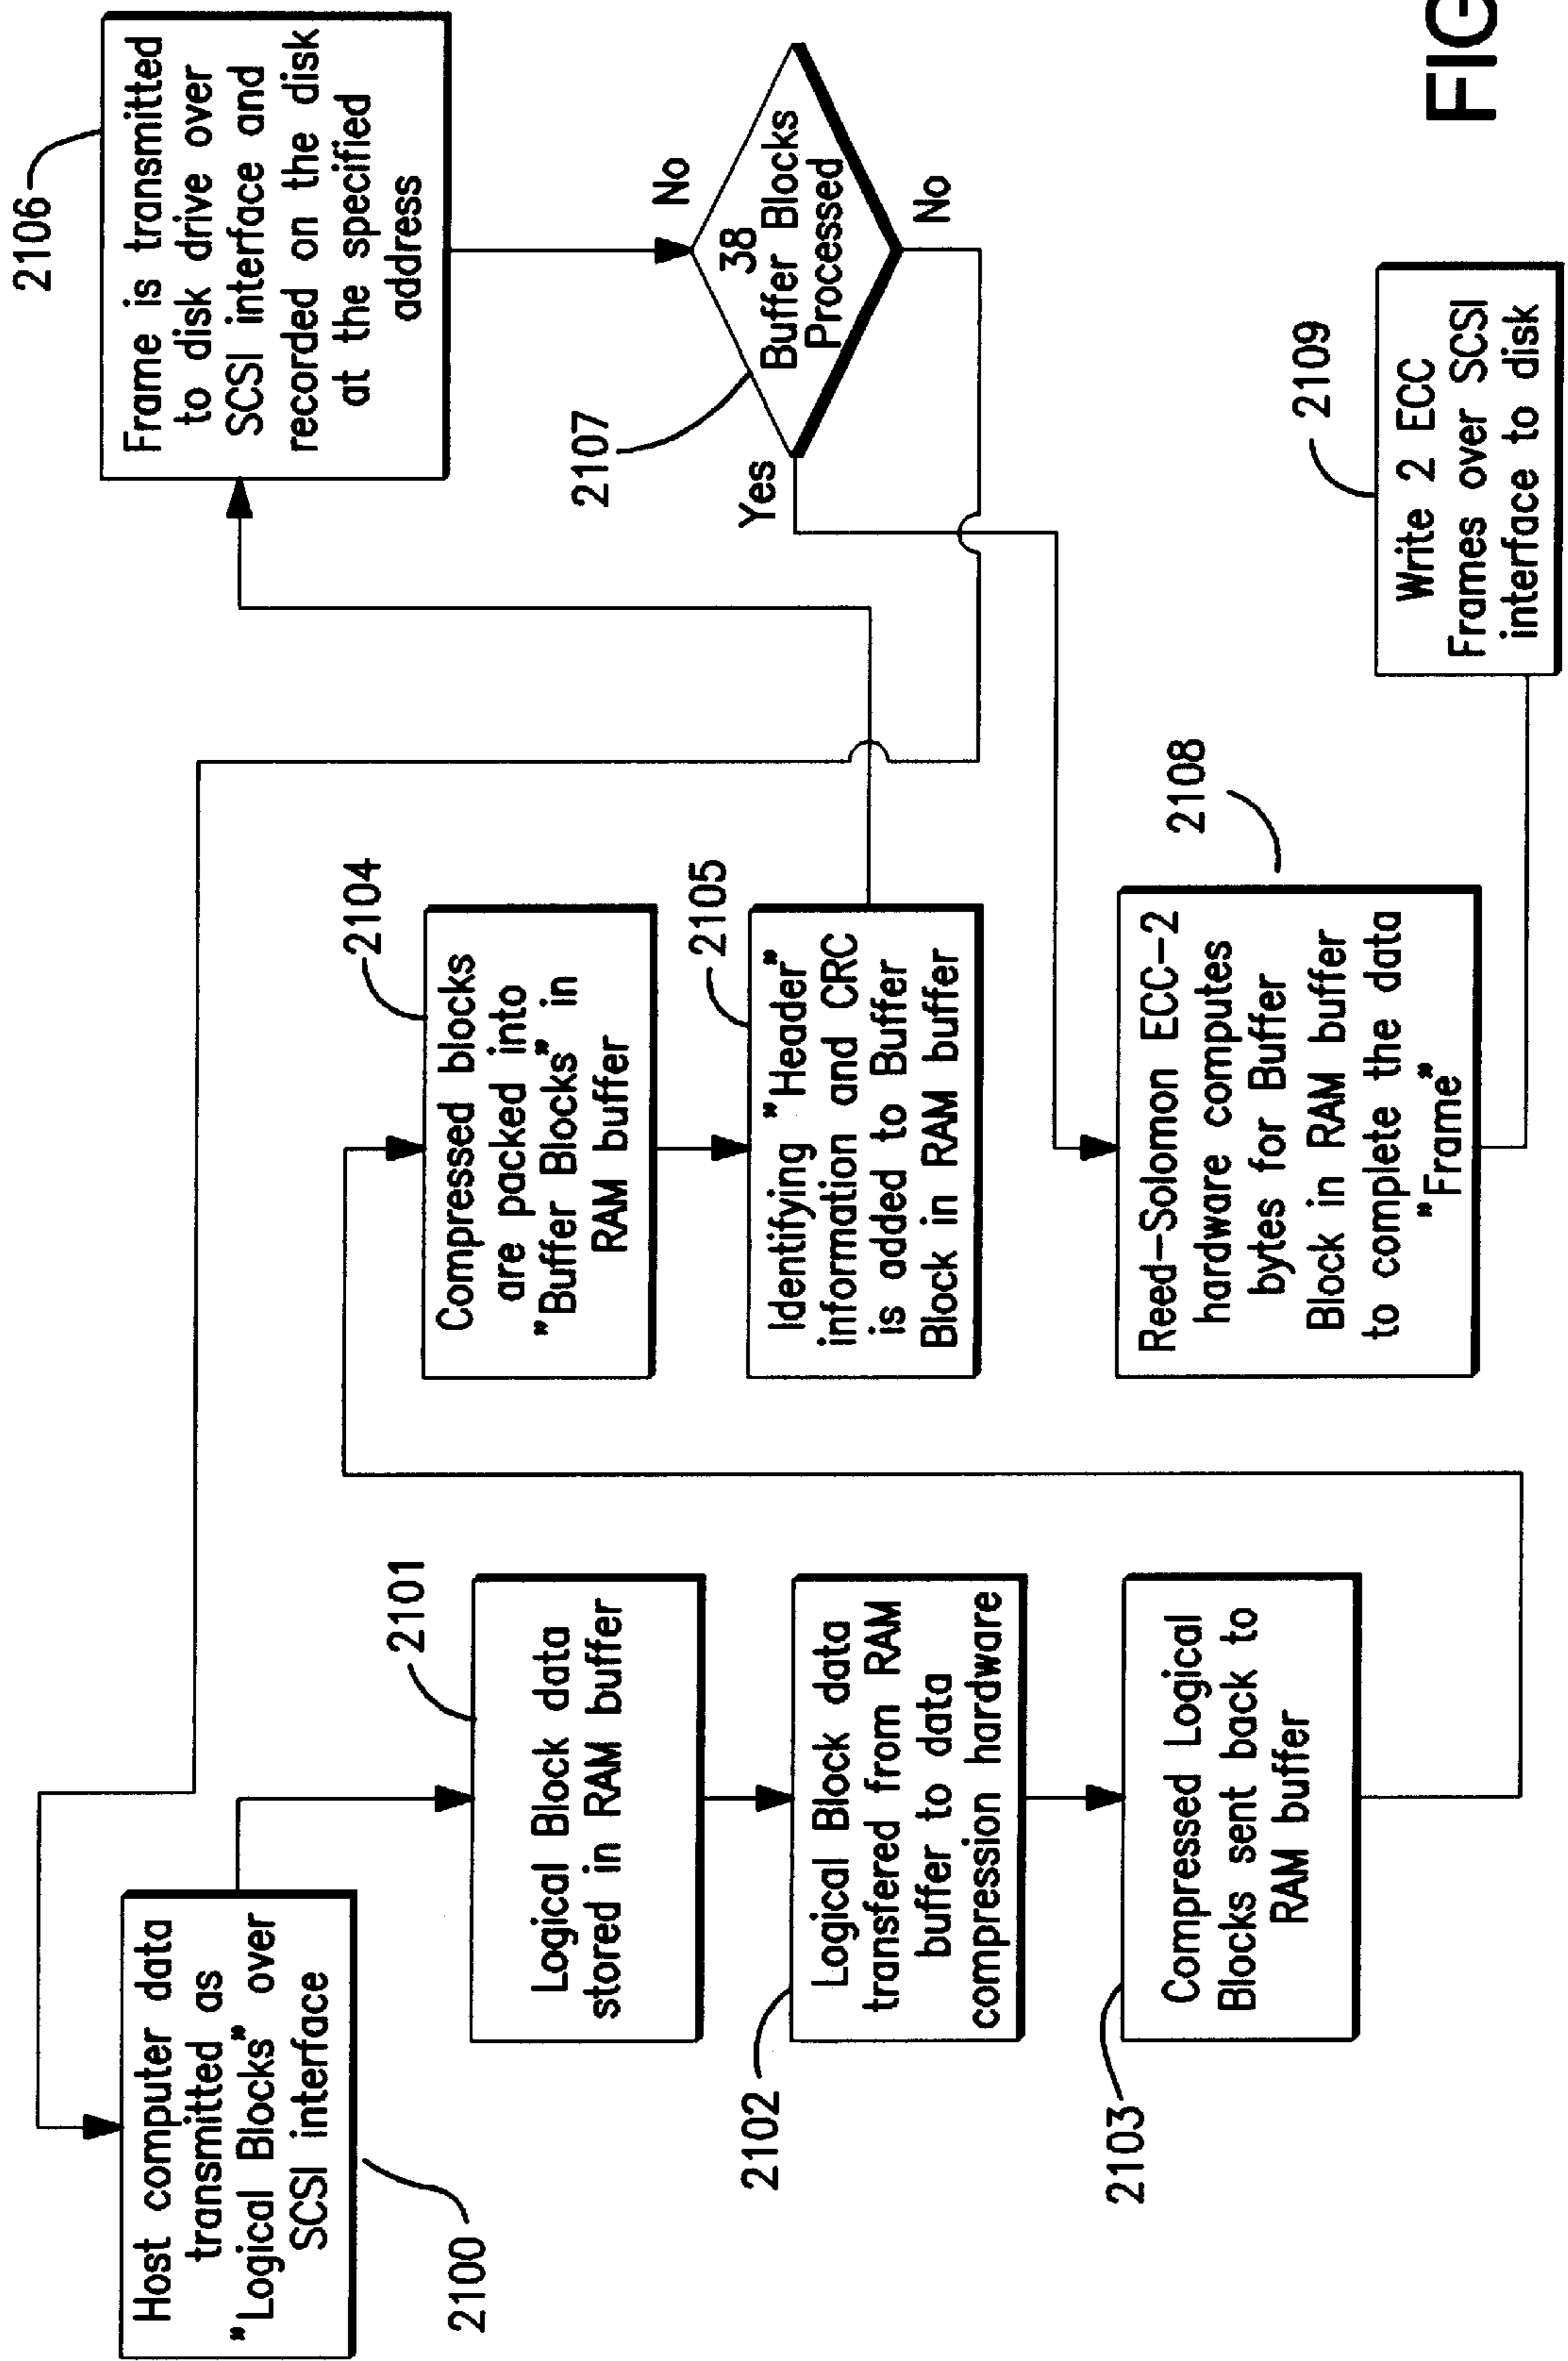 Host computer data
transmitted as
"Logical Blocks" over
SCSI interface
2100
2101
Logical Block data
stored in RAM buffer
2102
Logical Block data
transfered from RAM
buffer to data
compression hardware
2103
Compressed Logical
Blocks sent back to
RAM buffer
2104
Compressed blocks
are packed into
"Buffer Blocks" in
RAM buffer
2105
Identifying "Header"
information and CRC
is added to Buffer
Block in RAM buffer
2106
Frame is transmitted
to disk drive over
SCSI interface and
recorded on the disk
at the specified
address
No
2107
38
Buffer Blocks
Processed
Yes
No
2108
Reed-Solomon ECC-2
hardware computes
bytes for Buffer
Block in RAM buffer
to complete the data
"Frame"
2109
Write 2 ECC
Frames over SCSI
interface to disk
FIG